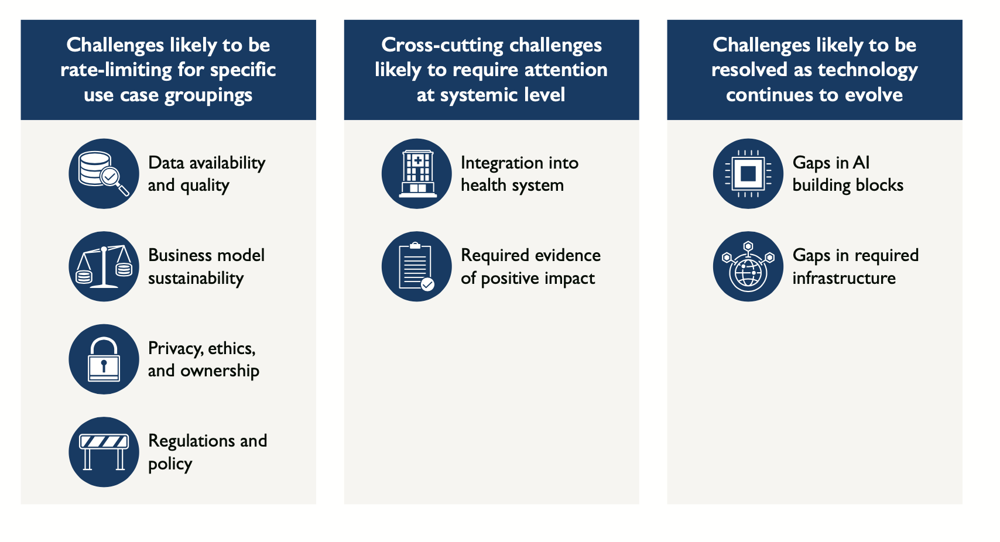 Challenges likely to be
rate-limiting for specific
use case groupings
Data availability
and quality
Business model
sustainability
Privacy, ethics,
and ownership
Regulations and
policy
Cross-cutting challenges
likely to require attention
at systemic level
Integration into
health system
Required evidence
of positive impact
Challenges likely to be
resolved as technology
continues to evolve
Gaps in AI
building blocks
Gaps in required
infrastructure